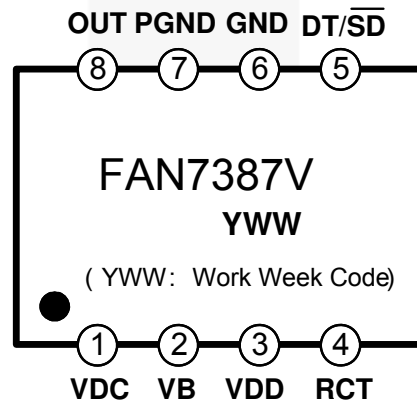 OUT PGND GND DT/S̅D̅
8 7 6 5
FAN7387V
YWW
( YWW: Work Week Code)
1 2 3 4
VDC VB VDD RCT